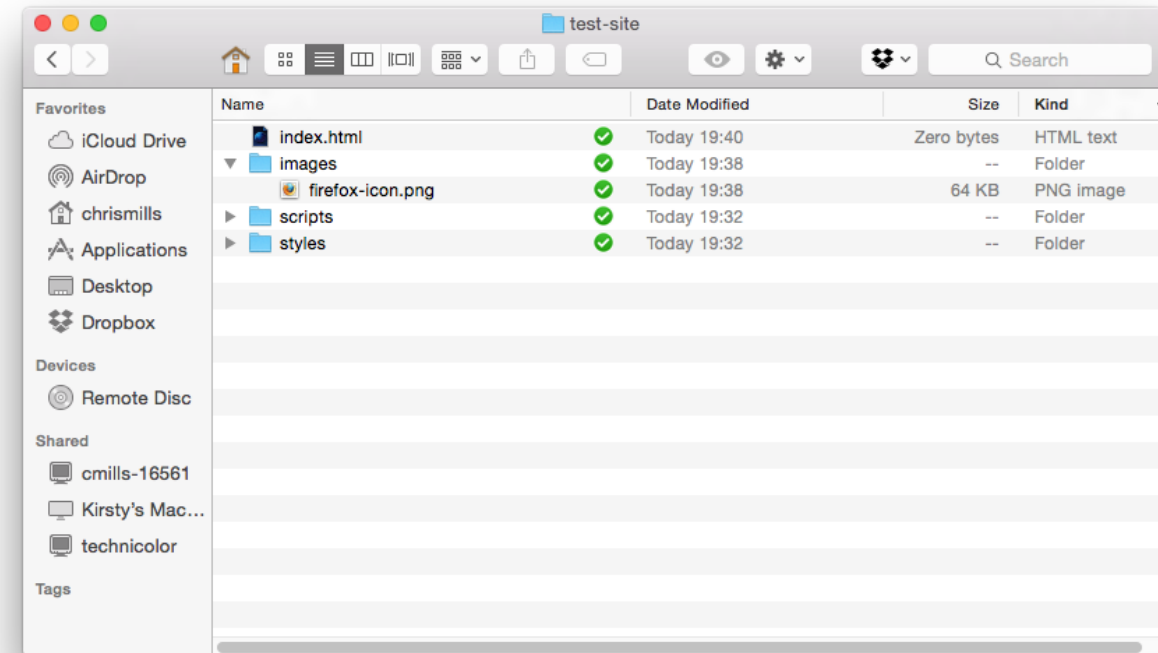 test-site
Search
Favorites
iCloud Drive
AirDrop
chrismills
Applications
Desktop
Dropbox
Devices
Remote Disc
Shared
cmills-16561
Kirsty's Mac...
technicolor
Tags
Name Date Modified Size Kind
index.html Today 19:40 Zero bytes HTML text
images Today 19:38 -- Folder
firefox-icon.png Today 19:38 64 KB PNG image
scripts Today 19:32 -- Folder
styles Today 19:32 -- Folder